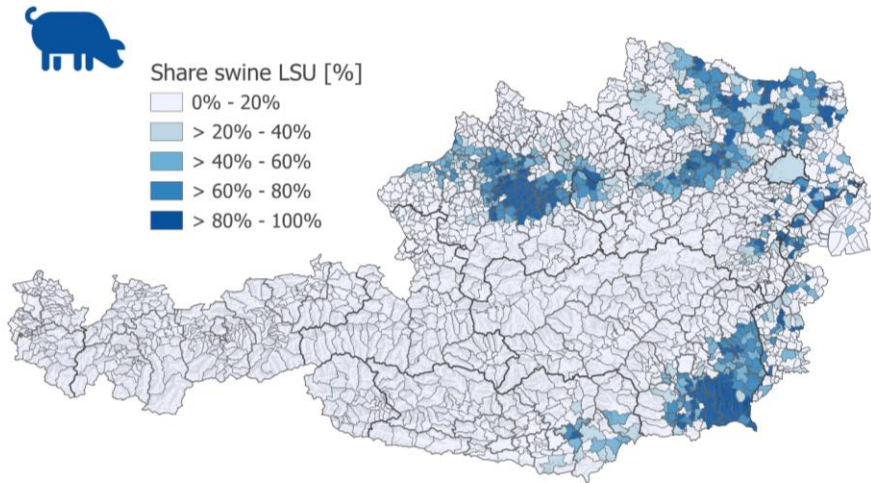 Share swine LSU [%]
0% - 20%
> 20% - 40%
> 40% - 60%
> 60% - 80%
> 80% - 100%